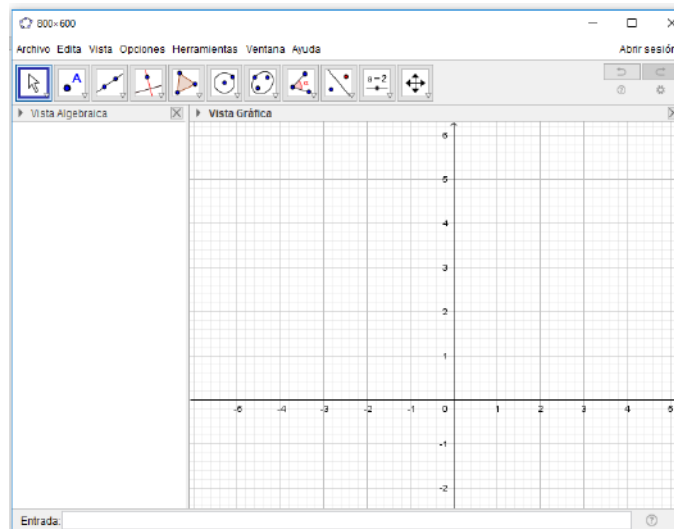 800×600
Archivo Edita Vista Opciones Herramientas Ventana Ayuda Abrir sesión
A
a=2
Vista Algebraica
Vista Gráfica
6
5
4
3
2
1
-5 -4 -3 -2 -1 0 1 2 3 4 5
-1
-2
Entrada: